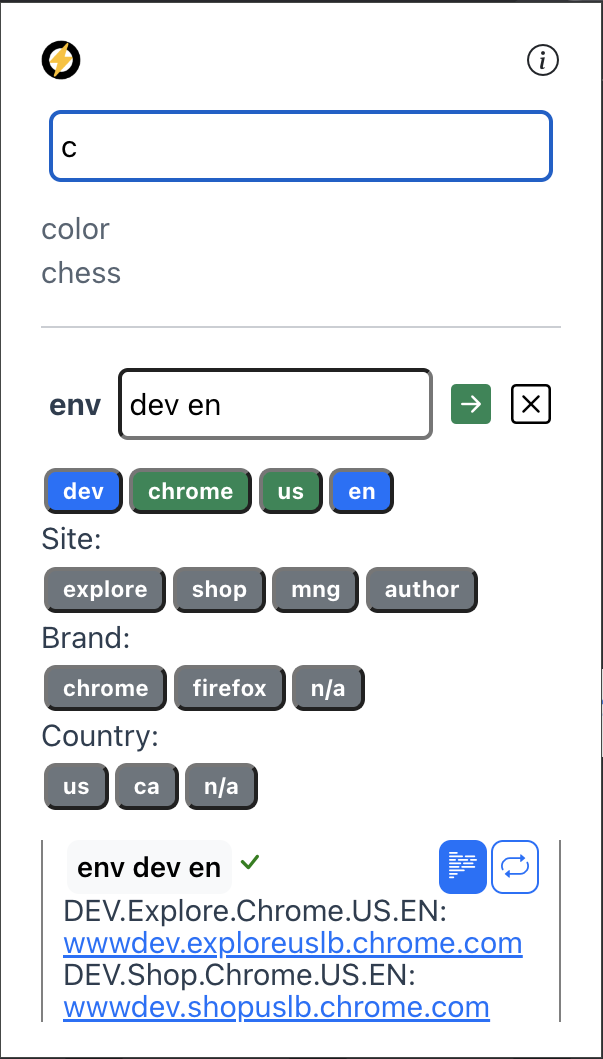 i
c
color
chess
env dev en
dev chrome us en
Site:
explore shop mng author
Brand:
chrome firefox n/a
Country:
us ca n/a
env dev en
DEV.Explore.Chrome.US.EN:
wwwdev.exploreuslb.chrome.com
DEV.Shop.Chrome.US.EN:
wwwdev.shopuslb.chrome.com